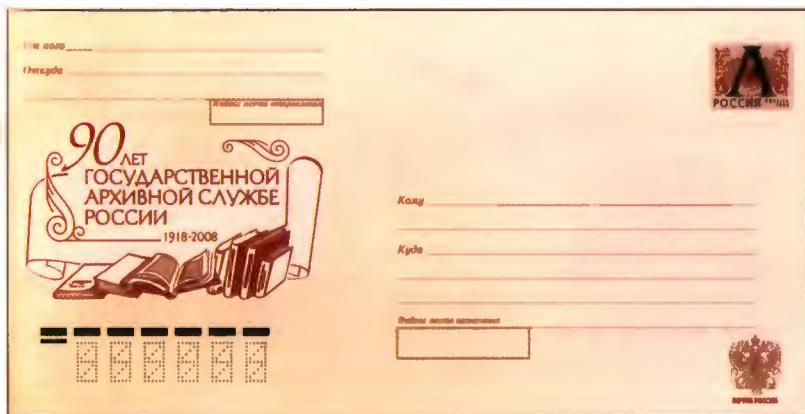 От кого
Откуда
Индекс места отправления
90 ЛЕТ
ГОСУДАРСТВЕННОЙ
АРХИВНОЙ СЛУЖБЕ
РОССИИ
1918-2008
А
РОССИЯ
Кому
Куда
Индекс места назначения
ПОЧТА РОССИИ